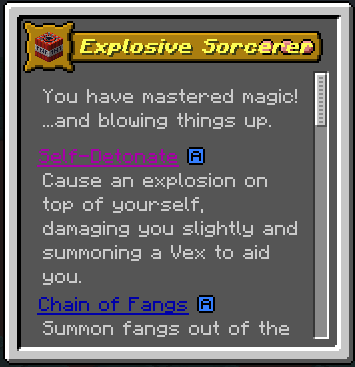 Explosive Sorcerer
You have mastered magic!
...and blowing things up.
Self-Detonate A
Cause an explosion on
top of yourself,
damaging you slightly and
summoning a Vex to aid
you.
Chain of Fangs A
Summon fangs out of the